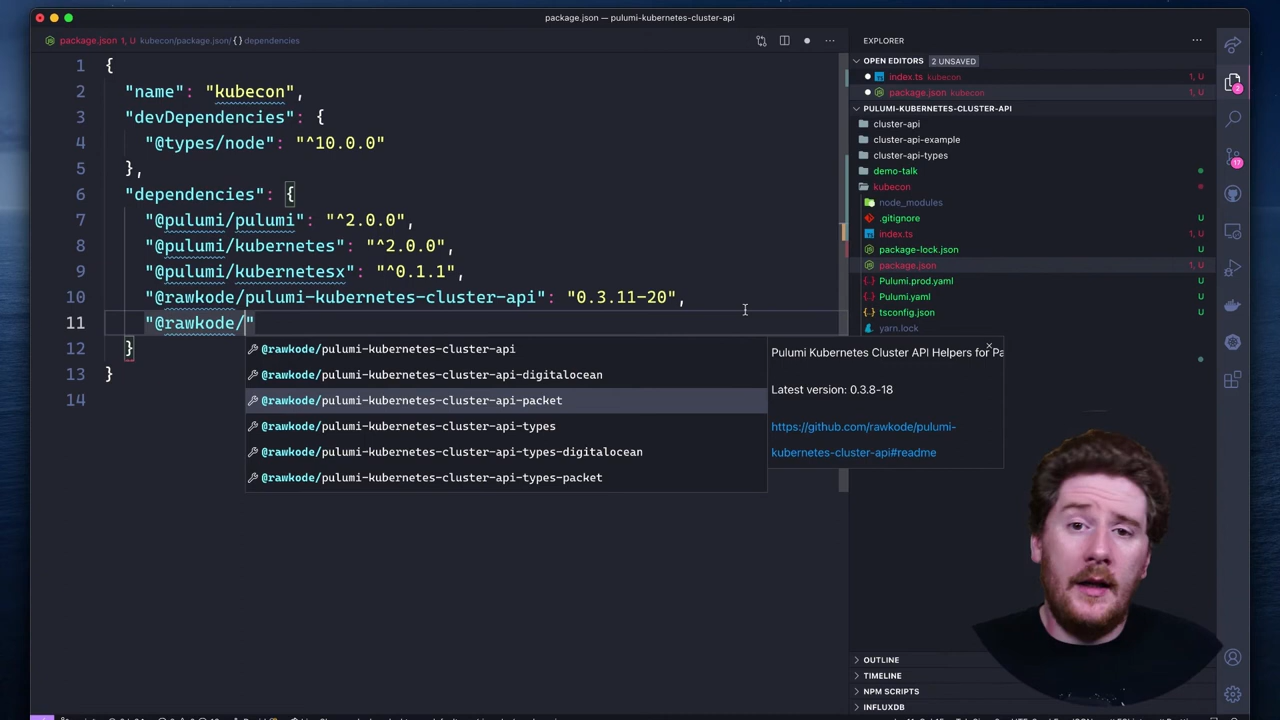 package.json — pulumi-kubernetes-cluster-api
package.json 1, U kubecon/package.json/ {} dependencies
1 {
2 "name": "kubecon",
3 "devDependencies": {
4 "@types/node": "^10.0.0"
5 },
6 "dependencies": {
7 "@pulumi/pulumi": "^2.0.0",
8 "@pulumi/kubernetes": "^2.0.0",
9 "@pulumi/kubernetesx": "^0.1.1",
10 "@rawkode/pulumi-kubernetes-cluster-api": "0.3.11-20",
11 "@rawkode/"
12 }
13 }
14
@rawkode/pulumi-kubernetes-cluster-api
@rawkode/pulumi-kubernetes-cluster-api-digitalocean
@rawkode/pulumi-kubernetes-cluster-api-packet
@rawkode/pulumi-kubernetes-cluster-api-types
@rawkode/pulumi-kubernetes-cluster-api-types-digitalocean
@rawkode/pulumi-kubernetes-cluster-api-types-packet
Pulumi Kubernetes Cluster API Helpers for Pa
Latest version: 0.3.8-18
https://github.com/rawkode/pulumi-
kubernetes-cluster-api#readme
EXPLORER
OPEN EDITORS 2 UNSAVED
index.ts kubecon 1, U
package.json kubecon 1, U
PULUMI-KUBERNETES-CLUSTER-API
cluster-api
cluster-api-example
cluster-api-types
demo-talk
kubecon
node_modules
.gitignore U
index.ts 1, U
package-lock.json U
package.json 1, U
Pulumi.prod.yaml U
Pulumi.yaml U
tsconfig.json U
yarn.lock
OUTLINE
TIMELINE
NPM SCRIPTS
INFLUXDB
2
17